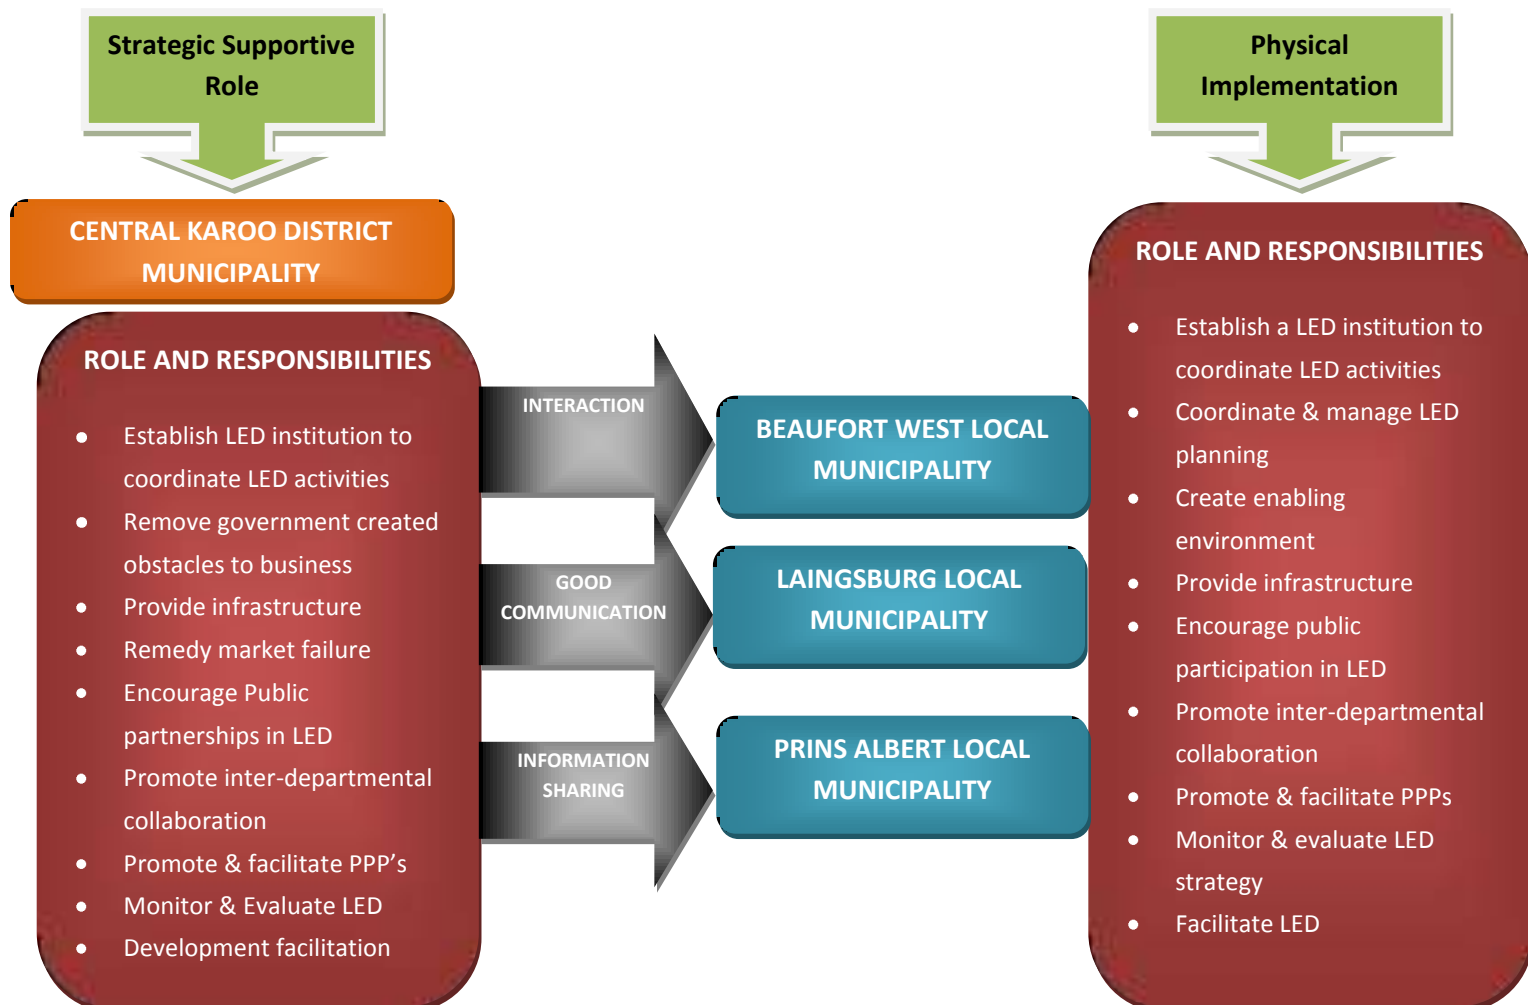 Strategic Supportive
Role
CENTRAL KAROO DISTRICT
MUNICIPALITY
ROLE AND RESPONSIBILITIES
• Establish LED institution to
coordinate LED activities
• Remove government created
obstacles to business
• Provide infrastructure
• Remedy market failure
• Encourage Public
partnerships in LED
• Promote inter-departmental
collaboration
• Promote & facilitate PPP’s
• Monitor & Evaluate LED
• Development facilitation
INTERACTION
GOOD
COMMUNICATION
INFORMATION
SHARING
BEAUFORT WEST LOCAL
MUNICIPALITY
LAINGSBURG LOCAL
MUNICIPALITY
PRINS ALBERT LOCAL
MUNICIPALITY
Physical
Implementation
ROLE AND RESPONSIBILITIES
• Establish a LED institution to
coordinate LED activities
• Coordinate & manage LED
planning
• Create enabling
environment
• Provide infrastructure
• Encourage public
participation in LED
• Promote inter-departmental
collaboration
• Promote & facilitate PPPs
• Monitor & evaluate LED
strategy
• Facilitate LED